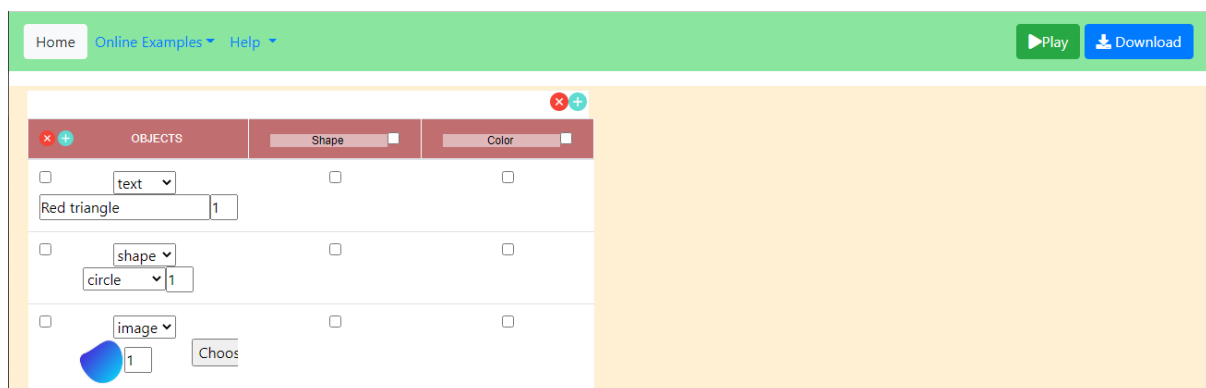 Home Online Examples Help Play Download
OBJECTS Shape Color
text
Red triangle 1
shape
circle 1
image
1 Choos